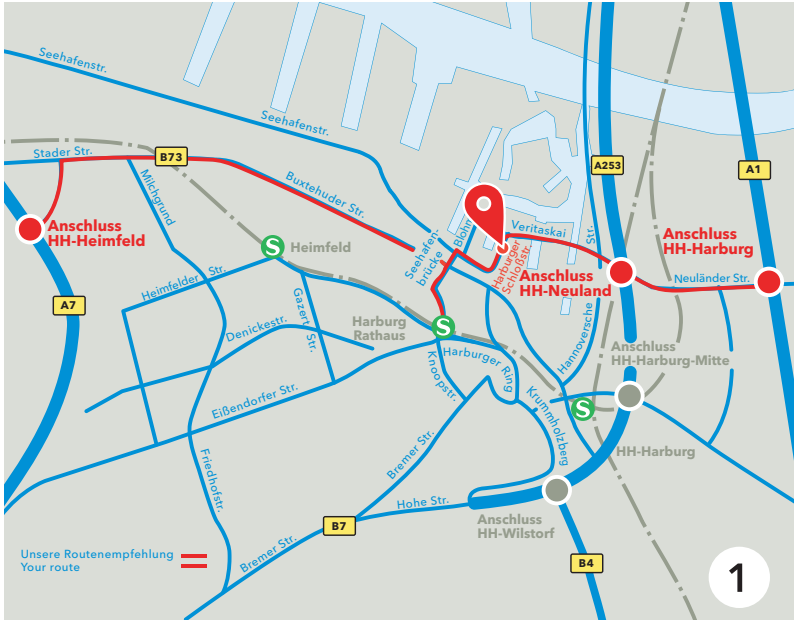 Seehafenstr.
Seehafenstr.
Stader Str.
B73
Milchgrund
Buxtehuder Str.
A253
A1
Anschluss
HH-Heimfeld
S
Heimfeld
Seehafen-
brücke
Blohm
Veritaskai
Harburger
Schloßstr.
Str.
Anschluss
HH-Harburg
Anschluss
HH-Neuland
Neuländer Str.
A7
Heimfelder Str.
Gazert Str.
Denickestr.
Harburg
Rathaus
S
Hannoversche
Anschluss
HH-Harburg-Mitte
Harburger Ring
Knoopstr.
Eißendorfer Str.
Krummholzberg
S
HH-Harburg
Friedhofstr.
Bremer Str.
Hohe Str.
B7
Anschluss
HH-Wilstorf
Bremer Str.
B4
Unsere Routenempfehlung
Your route
1